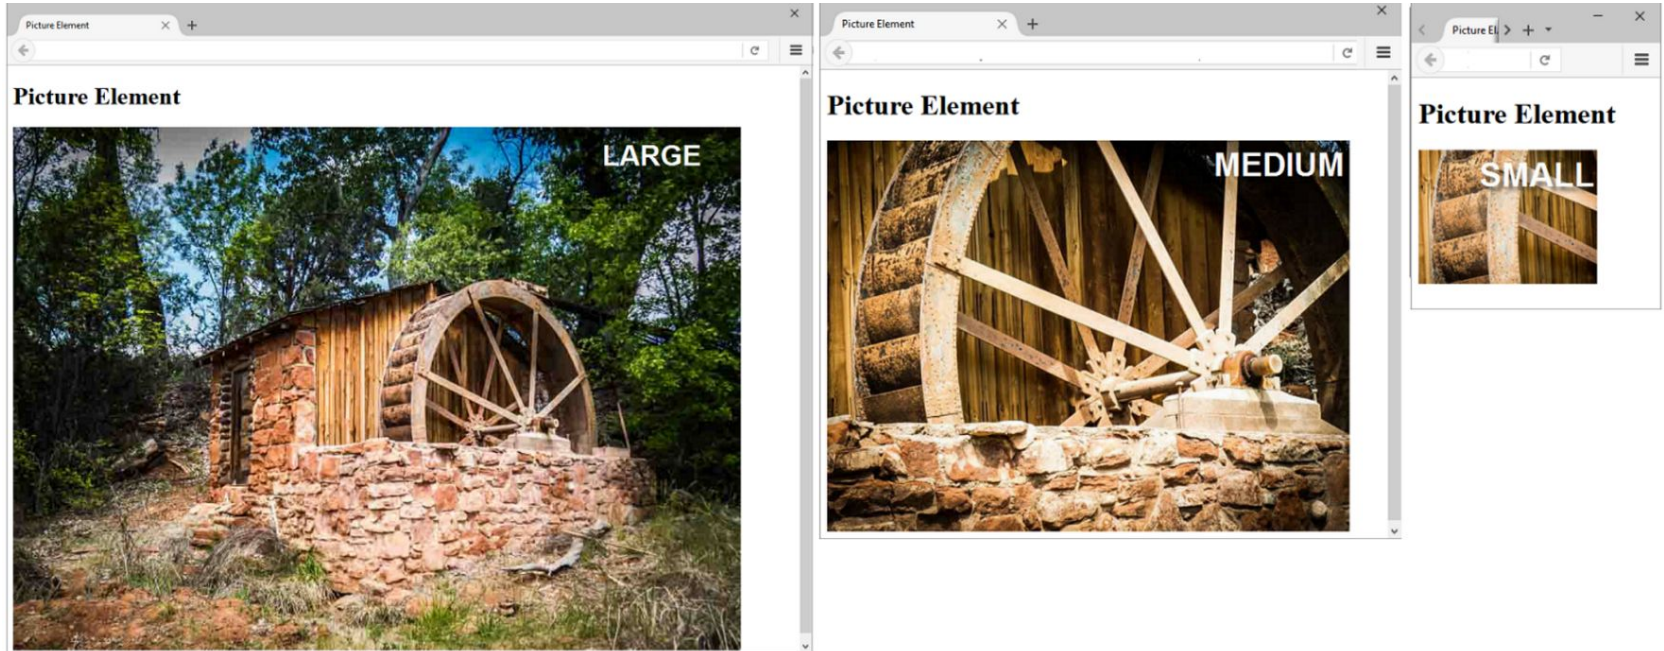 Picture Element
Picture Element
LARGE
Picture Element
Picture Element
MEDIUM
Picture El
Picture Element
SMALL